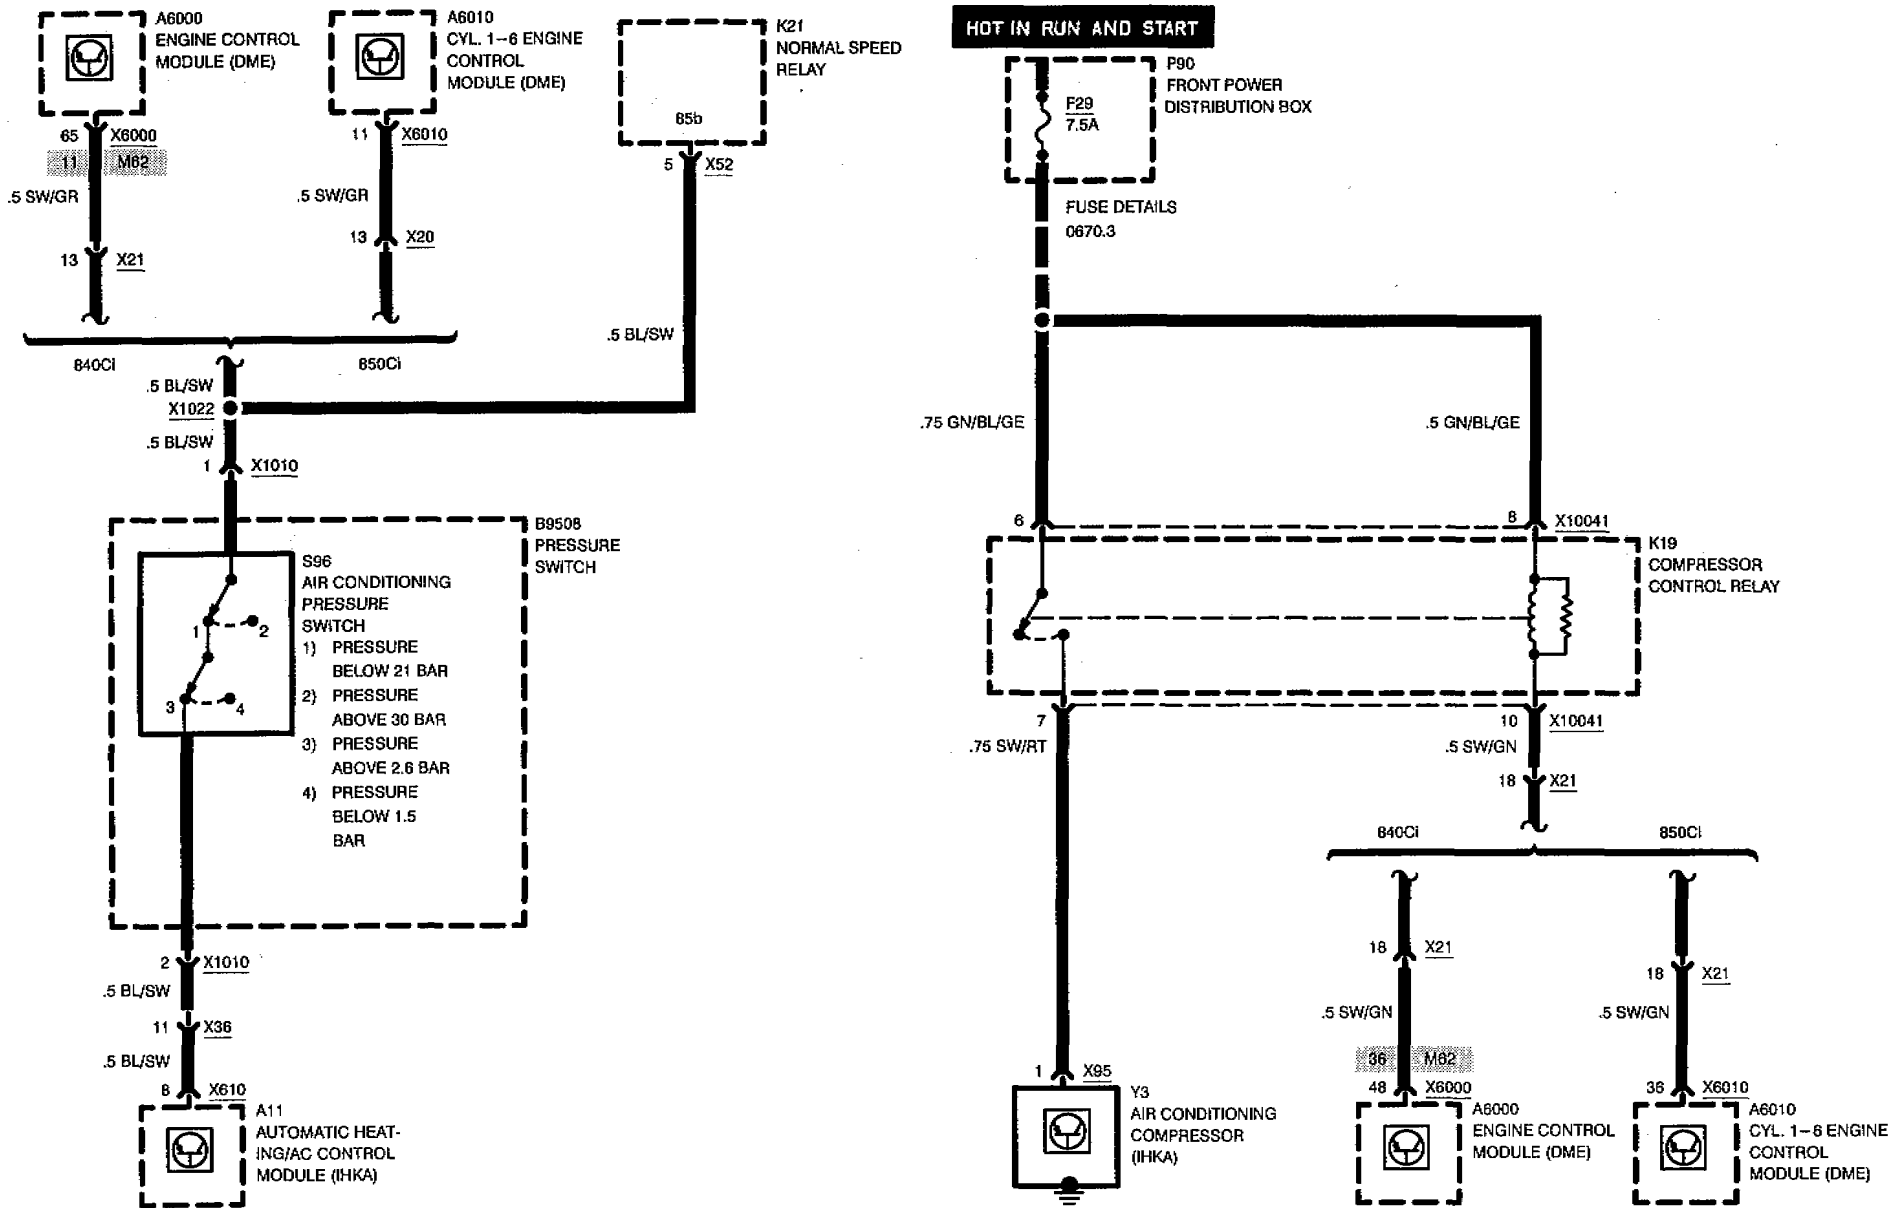 A6000
ENGINE CONTROL
MODULE (DME)
65 X6000
11 M62
.5 SW/GR
13 X21
A6010
CYL. 1–6 ENGINE
CONTROL
MODULE (DME)
11 X6010
.5 SW/GR
13 X20
K21
NORMAL SPEED
RELAY
85b
5 X52
.5 BL/SW
840Ci
850Ci
.5 BL/SW
X1022
.5 BL/SW
1 X1010
B9508
PRESSURE
SWITCH
S96
AIR CONDITIONING
PRESSURE
SWITCH
1) PRESSURE
BELOW 21 BAR
2) PRESSURE
ABOVE 30 BAR
3) PRESSURE
ABOVE 2.6 BAR
4) PRESSURE
BELOW 1.5
BAR
1
2
3
4
2 X1010
.5 BL/SW
11 X36
.5 BL/SW
8 X610
A11
AUTOMATIC HEAT-
ING/AC CONTROL
MODULE (IHKA)
HOT IN RUN AND START
P90
FRONT POWER
DISTRIBUTION BOX
F29
7.5A
FUSE DETAILS
0670.3
.75 GN/BL/GE
.5 GN/BL/GE
6
8 X10041
K19
COMPRESSOR
CONTROL RELAY
7
10 X10041
.75 SW/RT
.5 SW/GN
18 X21
840Ci
850Ci
18 X21
18 X21
.5 SW/GN
.5 SW/GN
36 M62
48 X6000
36 X6010
1 X95
Y3
AIR CONDITIONING
COMPRESSOR
(IHKA)
A6000
ENGINE CONTROL
MODULE (DME)
A6010
CYL. 1–6 ENGINE
CONTROL
MODULE (DME)